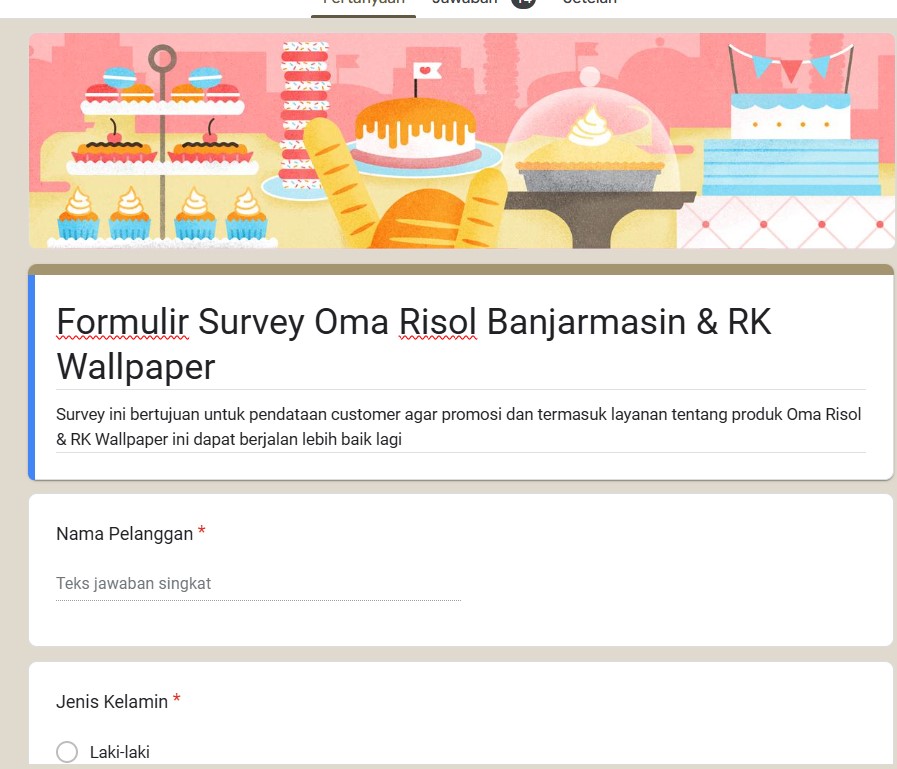 Pertanyaan Jawaban 14 Setelan
Formulir Survey Oma Risol Banjarmasin & RK
Wallpaper
Survey ini bertujuan untuk pendataan customer agar promosi dan termasuk layanan tentang produk Oma Risol
& RK Wallpaper ini dapat berjalan lebih baik lagi
Nama Pelanggan *
Teks jawaban singkat
Jenis Kelamin *
Laki-laki